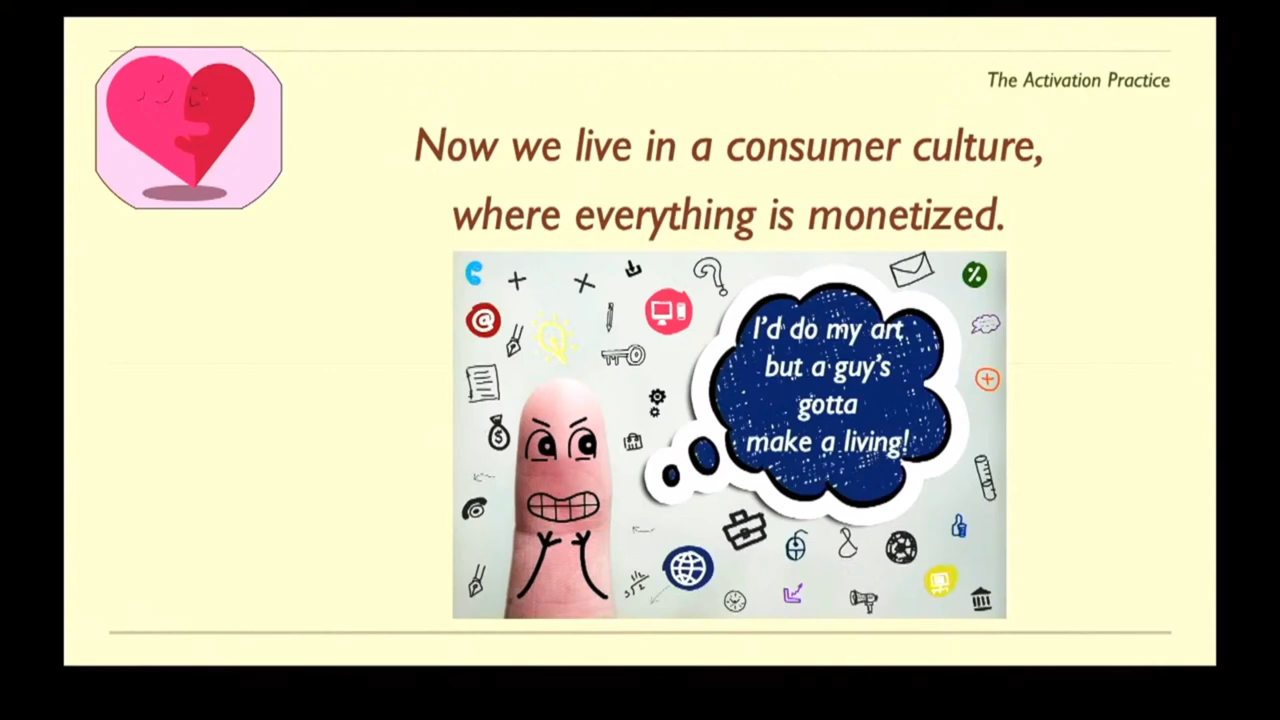 The Activation Practice
Now we live in a consumer culture,
where everything is monetized.
I'd do my art
but a guy's
gotta
make a living!